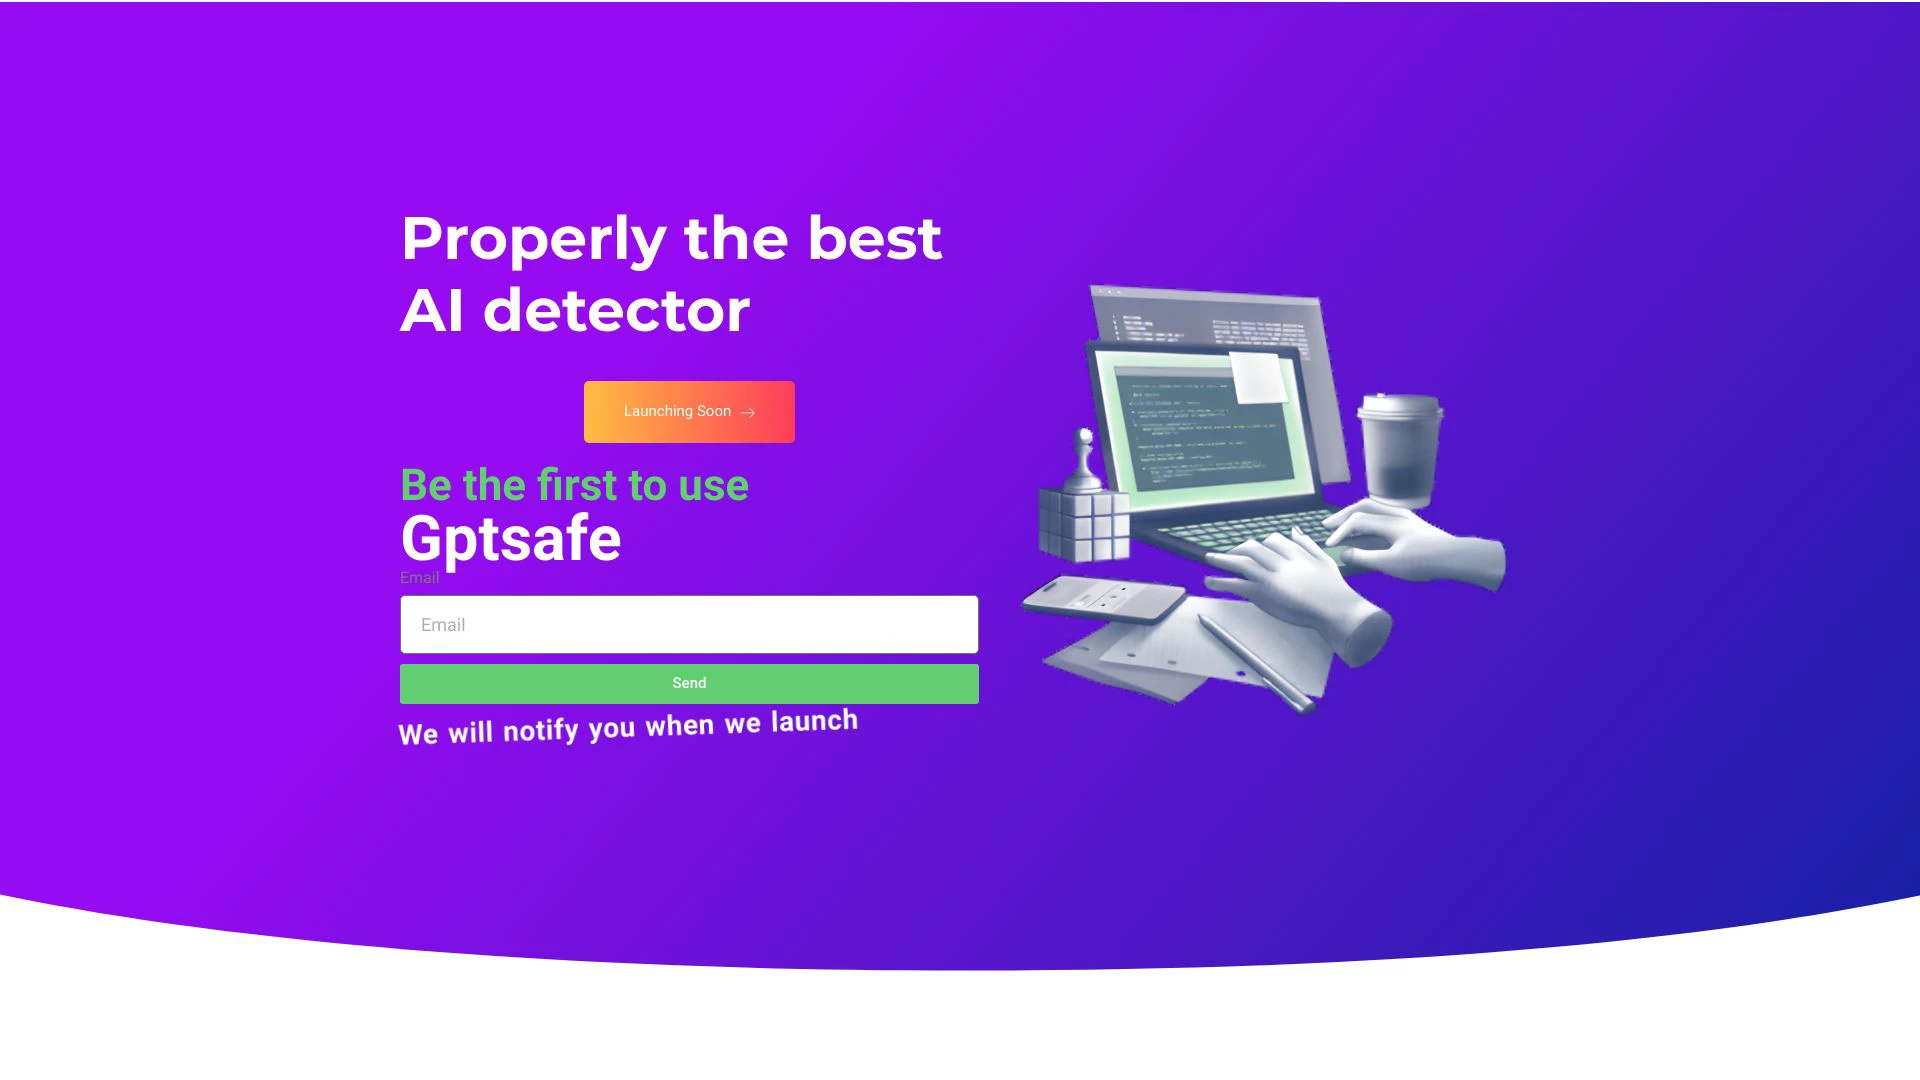 Properly the best
AI detector
Launching Soon
Be the first to use
Gptsafe
Email
Email
Send
We will notify you when we launch